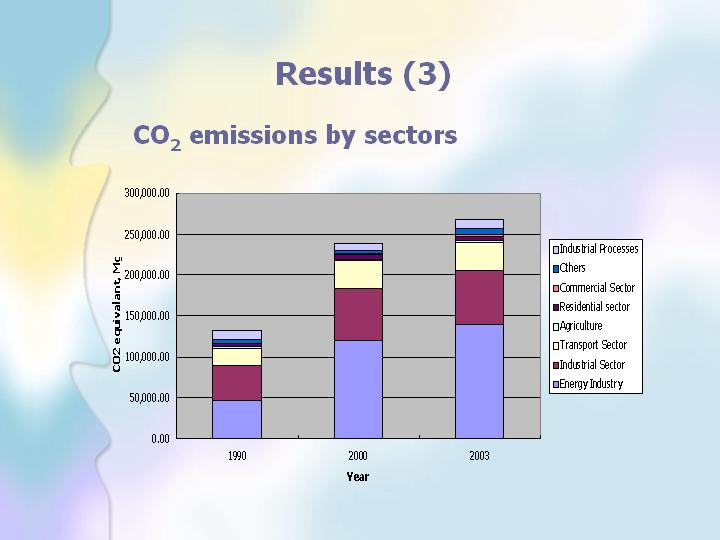 Results (3)
CO2 emissions by sectors
300,000.00
250,000.00
200,000.00
150,000.00
100,000.00
50,000.00
0.00
CO2 equivalant, Mg
1990 2000 2003
Year
Industrial Processes
Others
Commercial Sector
Residential sector
Agriculture
Transport Sector
Industrial Sector
Energy Industry